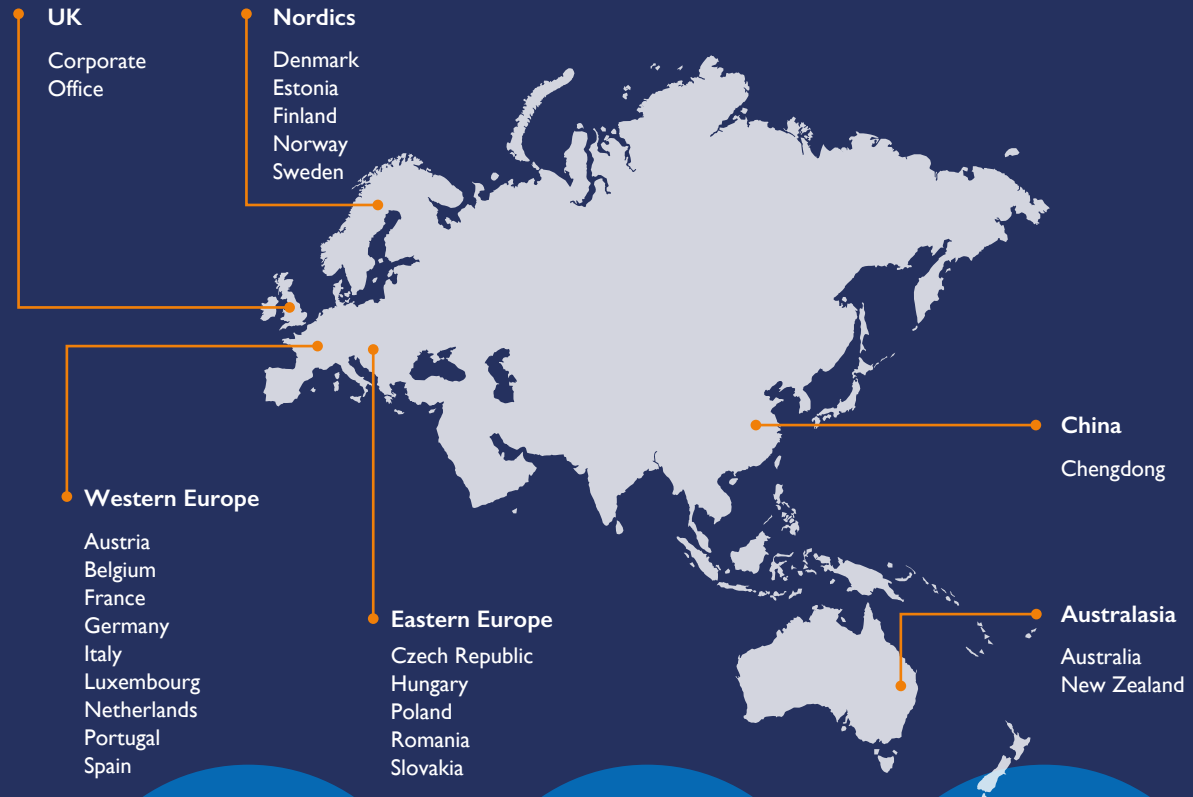 UK
Corporate
Office
Nordics
Denmark
Estonia
Finland
Norway
Sweden
Western Europe
Austria
Belgium
France
Germany
Italy
Luxembourg
Netherlands
Portugal
Spain
Eastern Europe
Czech Republic
Hungary
Poland
Romania
Slovakia
China
Chengdong
Australasia
Australia
New Zealand